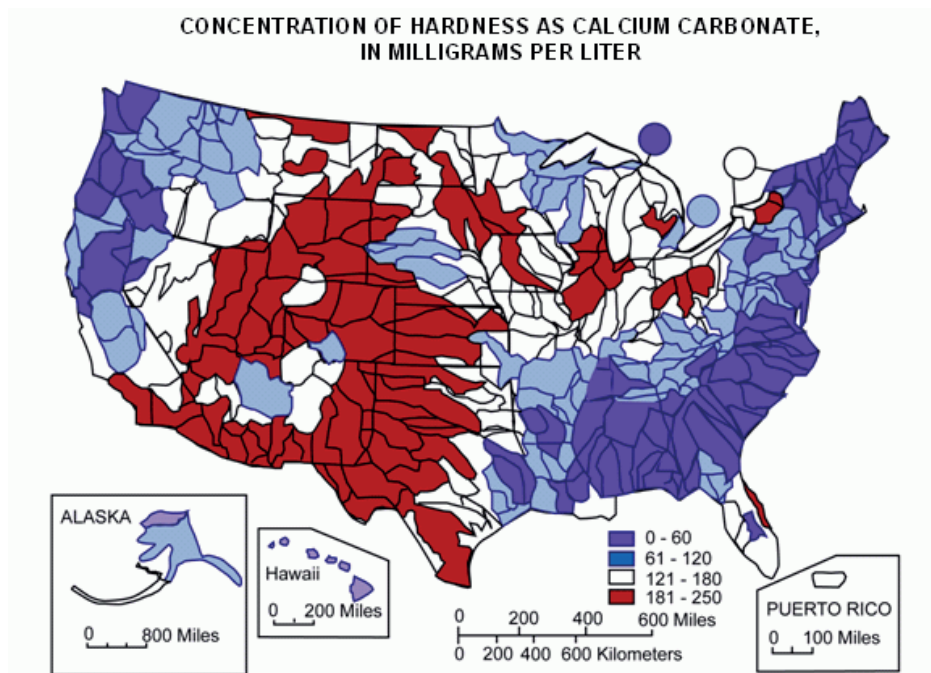 CONCENTRATION OF HARDNESS AS CALCIUM CARBONATE,
IN MILLIGRAMS PER LITER
ALASKA
0 800 Miles
Hawaii
0 200 Miles
0 - 60
61 - 120
121 - 180
181 - 250
0 200 400 600 Miles
0 200 400 600 Kilometers
PUERTO RICO
0 100 Miles